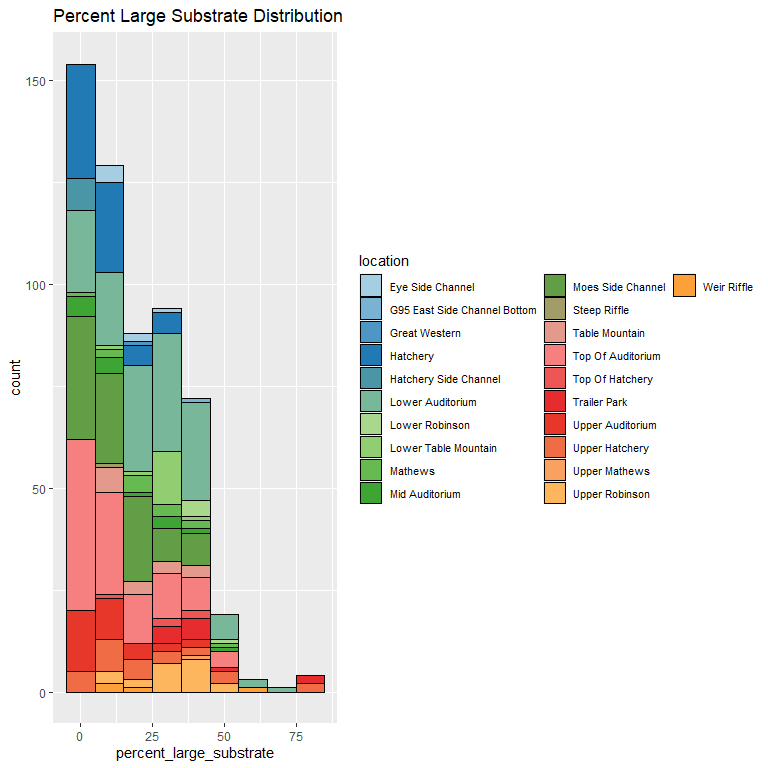 Percent Large Substrate Distribution
150
100
50
0
count
0 25 50 75
percent_large_substrate
location
Eye Side Channel
G95 East Side Channel Bottom
Great Western
Hatchery
Hatchery Side Channel
Lower Auditorium
Lower Robinson
Lower Table Mountain
Mathews
Mid Auditorium
Moes Side Channel
Steep Riffle
Table Mountain
Top Of Auditorium
Top Of Hatchery
Trailer Park
Upper Auditorium
Upper Hatchery
Upper Mathews
Upper Robinson
Weir Riffle